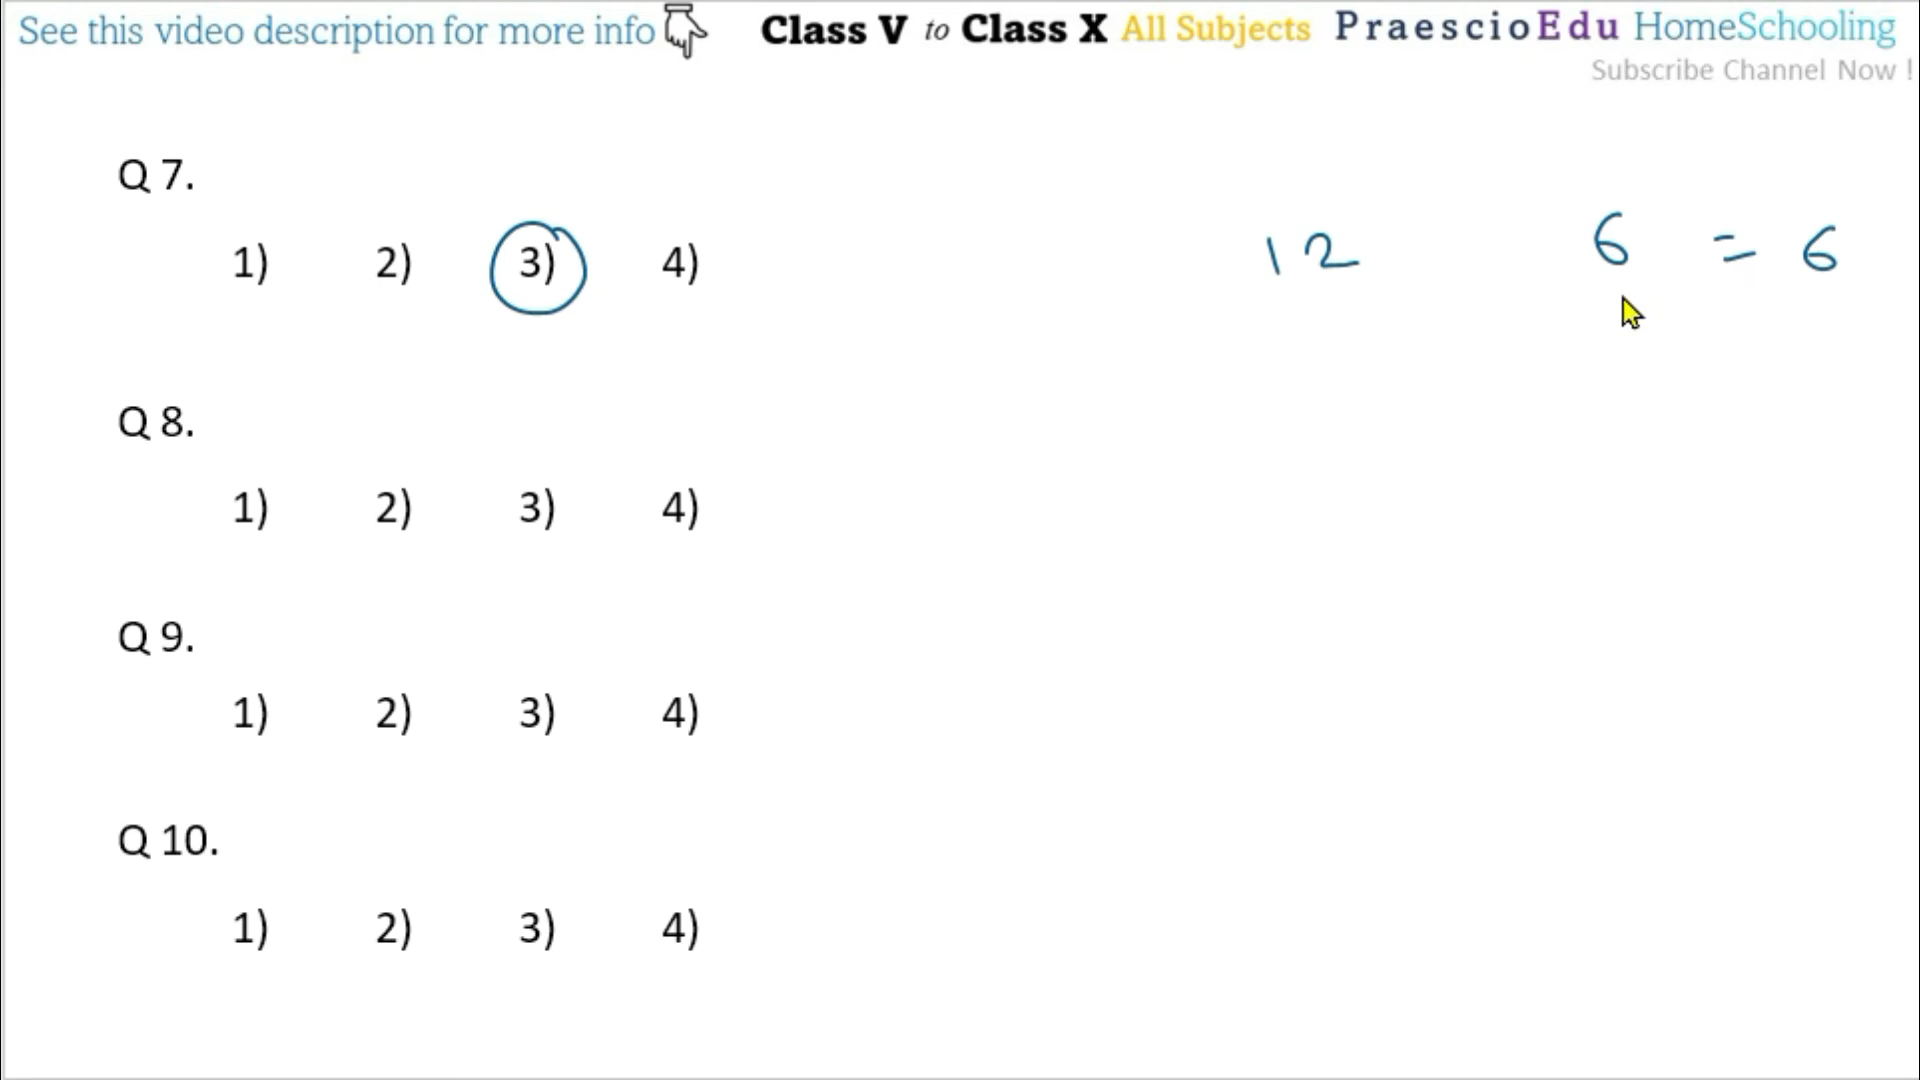 See this video description for more info Class V to Class X All Subjects PraescioEdu HomeSchooling
Subscribe Channel Now !
Q 7.
1) 2) 3) 4) 12 6 = 6
Q 8.
1) 2) 3) 4)
Q 9.
1) 2) 3) 4)
Q 10.
1) 2) 3) 4)